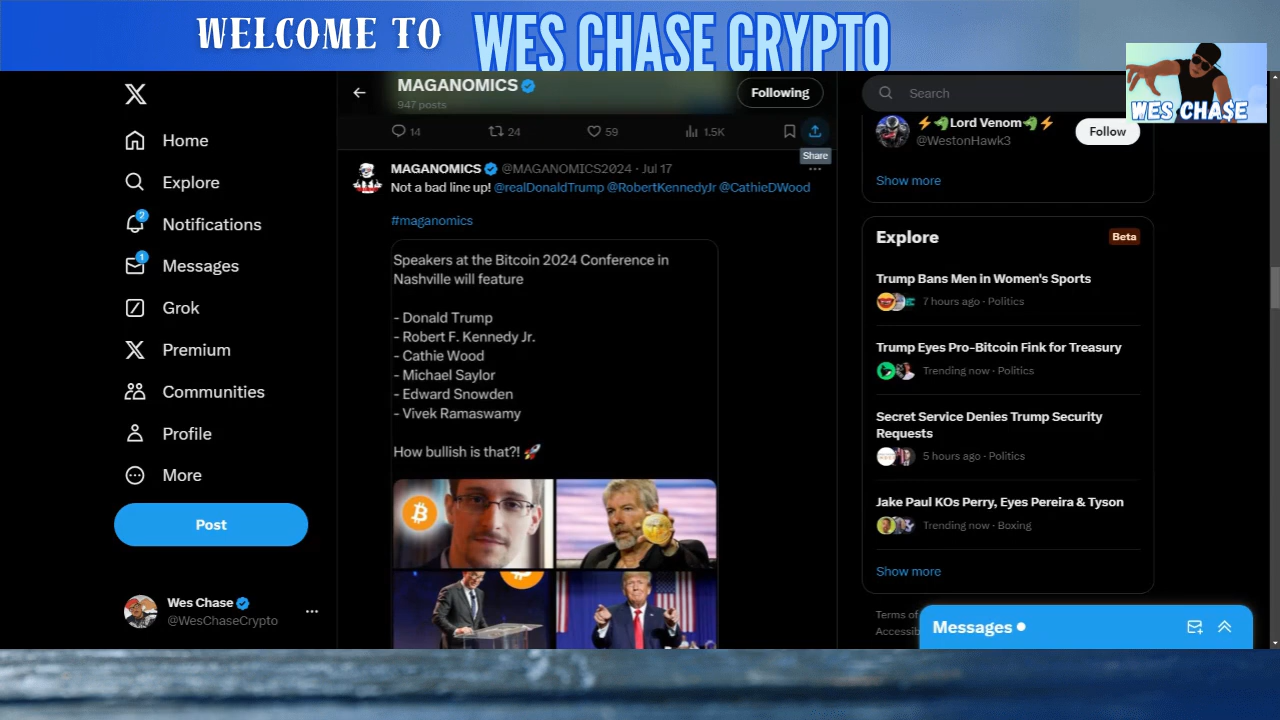 WELCOME TO WES CHASE CRYPTO
WES CHA$E
Home
Explore
Notifications
2
Messages
1
Grok
Premium
Communities
Profile
More
Post
Wes Chase
@WesChaseCrypto
MAGANOMICS
947 posts
Following
14 24 59 1.5K
Share
MAGANOMICS @MAGANOMICS2024 · Jul 17
Not a bad line up! @realDonaldTrump @RobertKennedyJr @CathieDWood
#maganomics
Speakers at the Bitcoin 2024 Conference in
Nashville will feature
- Donald Trump
- Robert F. Kennedy Jr.
- Cathie Wood
- Michael Saylor
- Edward Snowden
- Vivek Ramaswamy
How bullish is that?! 🚀
Search
⚡🐲Lord Venom🐲⚡
@WestonHawk3
Follow
Show more
Explore
Beta
Trump Bans Men in Women's Sports
7 hours ago · Politics
Trump Eyes Pro-Bitcoin Fink for Treasury
Trending now · Politics
Secret Service Denies Trump Security
Requests
5 hours ago · Politics
Jake Paul KOs Perry, Eyes Pereira & Tyson
Trending now · Boxing
Show more
Terms of
Accessib
Messages